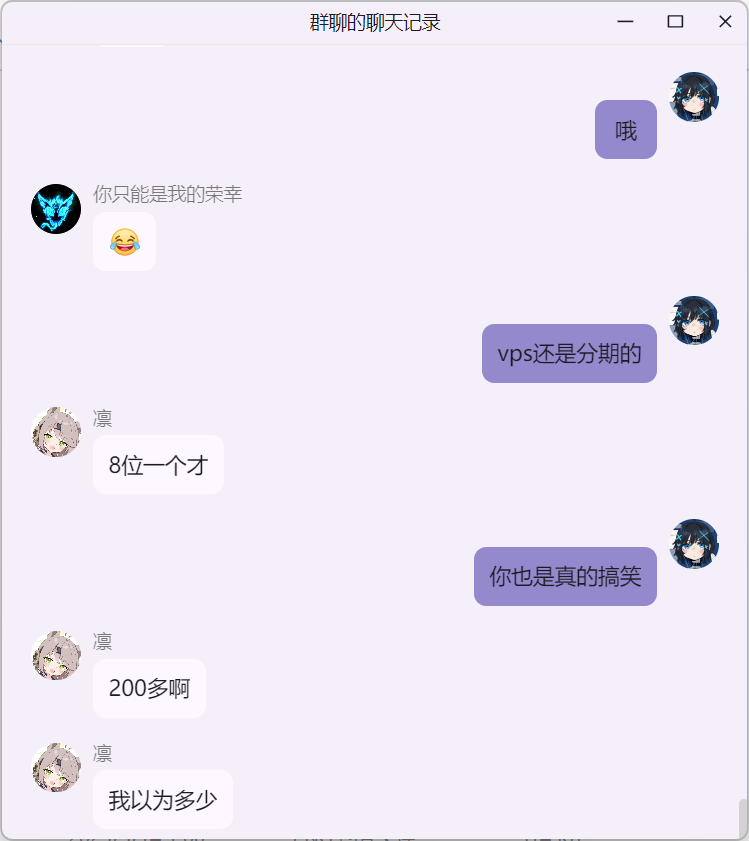 群聊的聊天记录
哦
你只能是我的荣幸
😂
vps还是分期的
凛
8位一个才
你也是真的搞笑
凛
200多啊
凛
我以为多少